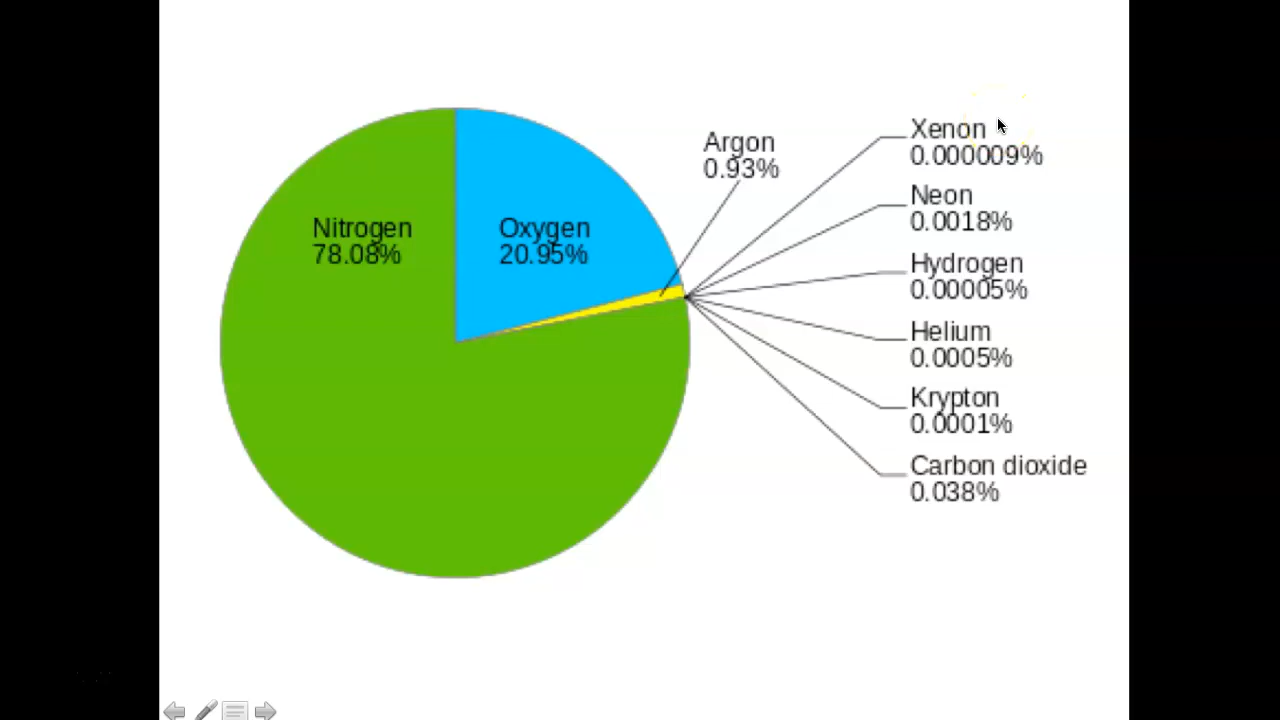 Nitrogen
78.08%
Oxygen
20.95%
Argon
0.93%
Xenon
0.000009%
Neon
0.0018%
Hydrogen
0.00005%
Helium
0.0005%
Krypton
0.0001%
Carbon dioxide
0.038%